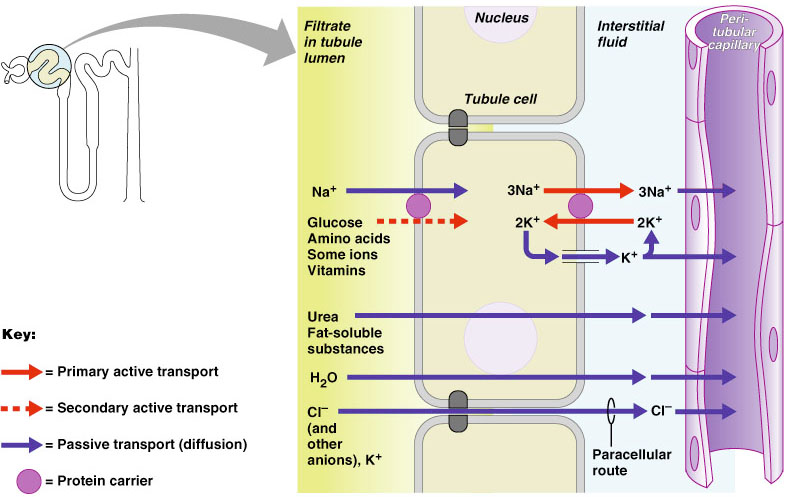 Filtrate
in tubule
lumen
Nucleus
Interstitial
fluid
Peri-
tubular
capillary
Tubule cell
Na+
3Na+
3Na+
Glucose
Amino acids
Some ions
Vitamins
2K+
2K+
K+
Urea
Fat-soluble
substances
H2O
Cl−
(and
other
anions), K+
Cl−
Paracellular
route
Key:
= Primary active transport
= Secondary active transport
= Passive transport (diffusion)
= Protein carrier